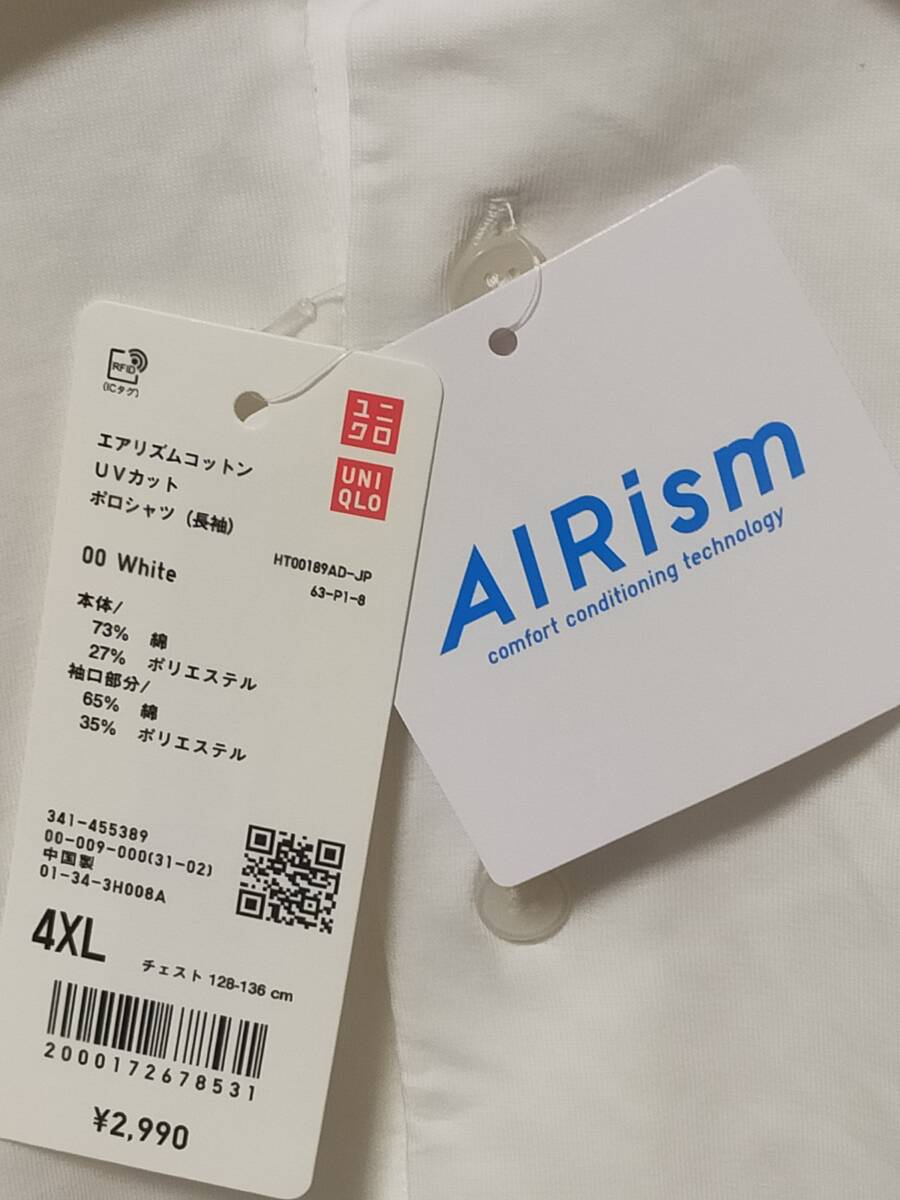 RFID
(ICタグ)
ユニ
クロ
UNI
QLO
エアリズムコットン
UVカット
ポロシャツ (長袖)
HT00189AD-JP
63-P1-8
00 White
本体/
73% 綿
27% ポリエステル
袖口部分/
65% 綿
35% ポリエステル
341-455389
00-009-000(31-02)
中国製
01-34-3H008A
4XL
チェスト 128-136 cm
2000172678531
¥2,990
AIRism
comfort conditioning technology